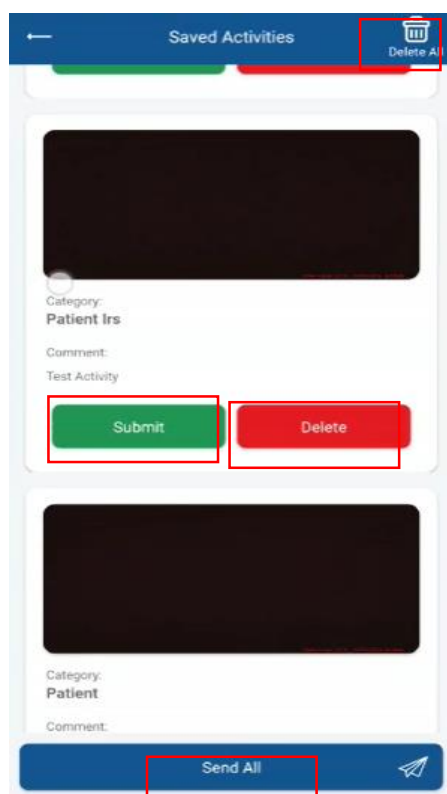 Saved Activities
Delete All
Category:
Patient Irs
Comment:
Test Activity
Submit
Delete
Category:
Patient
Comment:
Send All